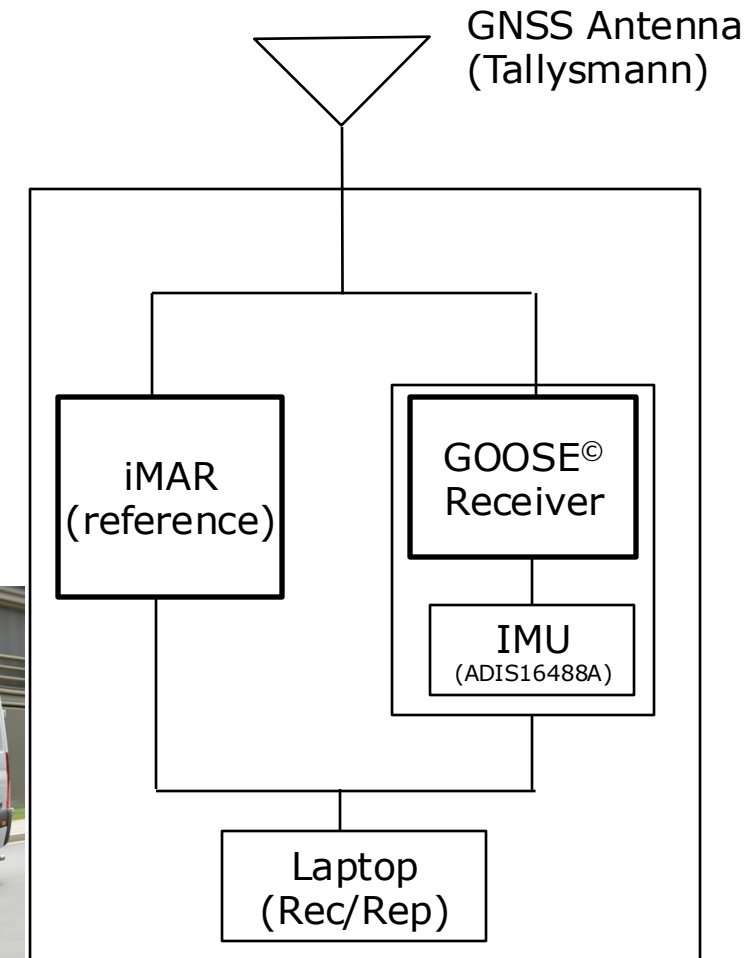 GNSS Antenna
(Tallysmann)
iMAR
(reference)
GOOSE©
Receiver
IMU
(ADIS16488A)
Laptop
(Rec/Rep)